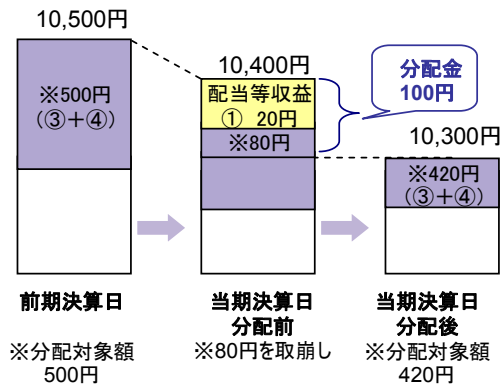 10,500円
※500円
(③+④)
前期決算日
※分配対象額
500円
10,400円
配当等収益
① 20円
※80円
当期決算日
分配前
※80円を取崩し
分配金
100円
10,300円
※420円
(③+④)
当期決算日
分配後
※分配対象額
420円